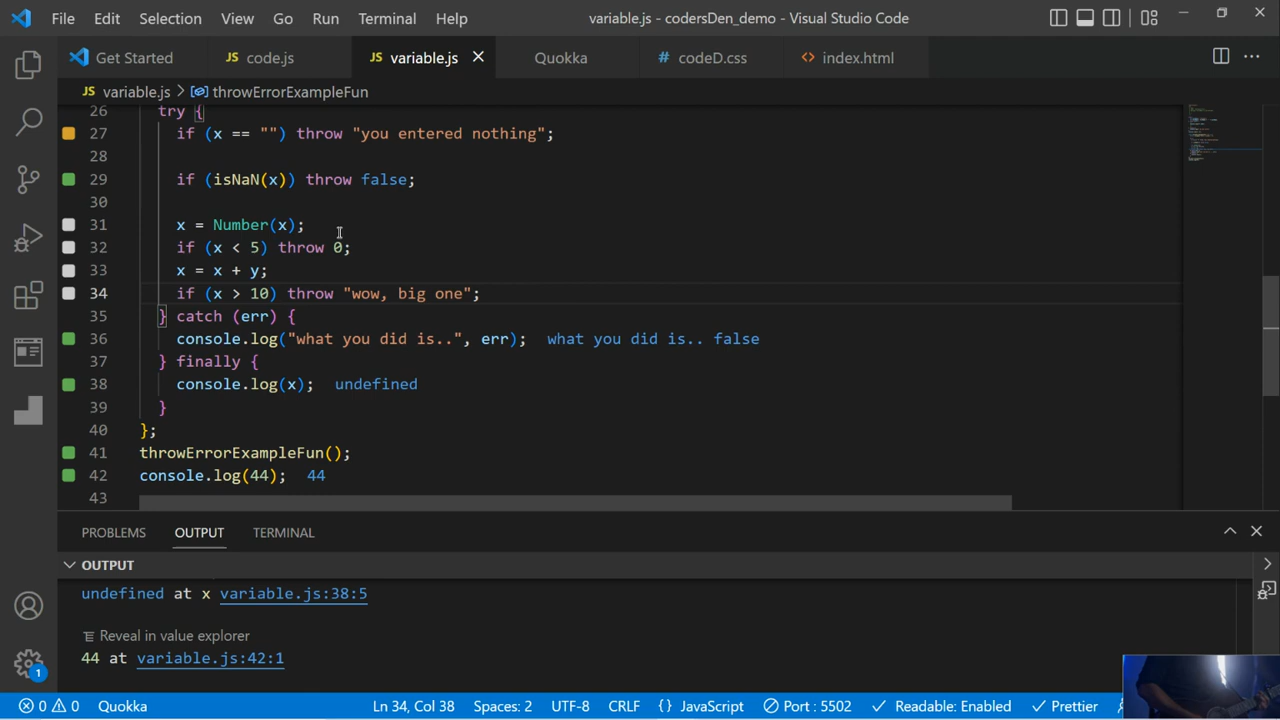 File Edit Selection View Go Run Terminal Help variable.js - codersDen_demo - Visual Studio Code
Get Started JS code.js JS variable.js Quokka # codeD.css <> index.html
JS variable.js > throwErrorExampleFun
26 try {
27 if (x == "") throw "you entered nothing";
28
29 if (isNaN(x)) throw false;
30
31 x = Number(x);
32 if (x < 5) throw 0;
33 x = x + y;
34 if (x > 10) throw "wow, big one";
35 } catch (err) {
36 console.log("what you did is..", err); what you did is.. false
37 } finally {
38 console.log(x); undefined
39 }
40 };
41 throwErrorExampleFun();
42 console.log(44); 44
43
PROBLEMS OUTPUT TERMINAL
OUTPUT
undefined at x variable.js:38:5
Reveal in value explorer
44 at variable.js:42:1
1
0 0 Quokka Ln 34, Col 38 Spaces: 2 UTF-8 CRLF {} JavaScript Port : 5502 Readable: Enabled Prettier